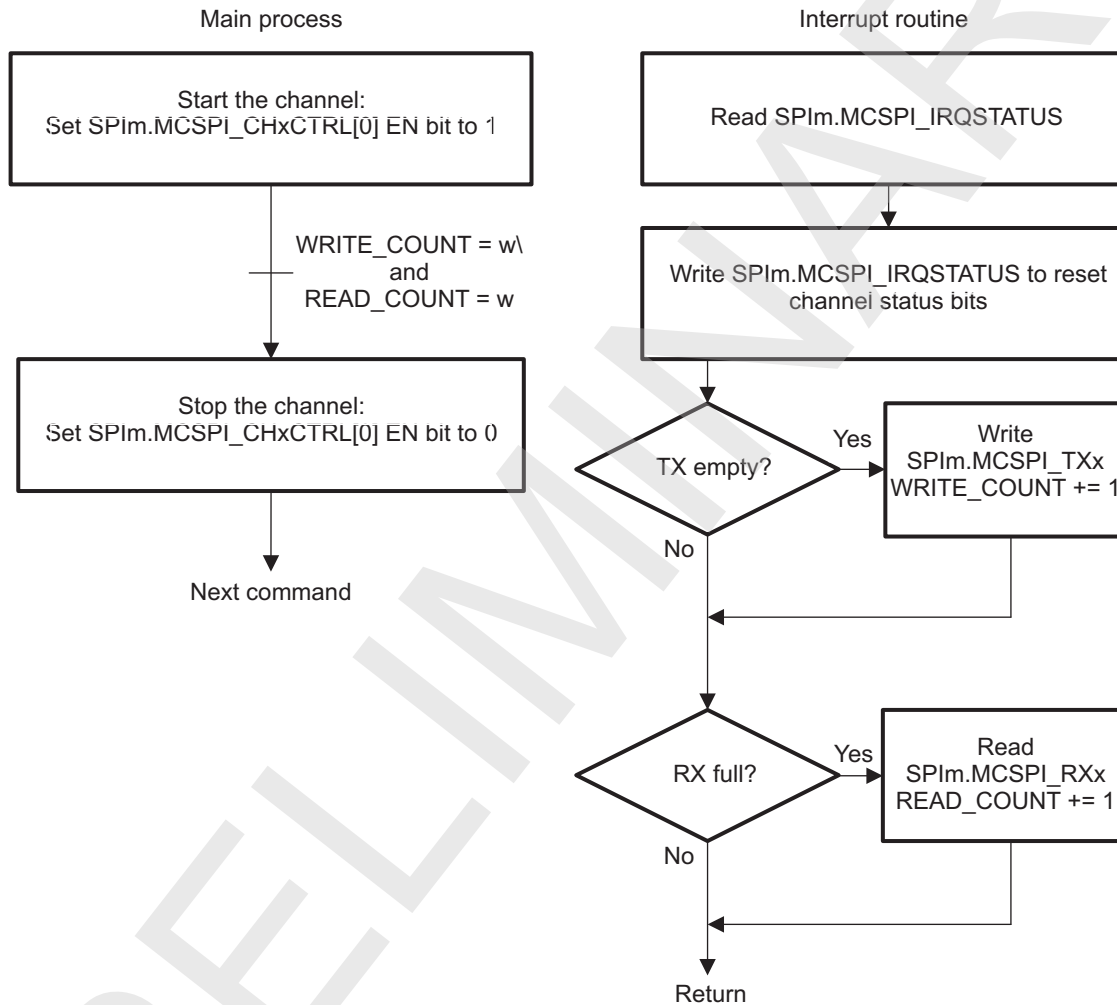 Main process
Start the channel:
Set SPIm.MCSPI_CHxCTRL[0] EN bit to 1
WRITE_COUNT = w\
and
READ_COUNT = w
Stop the channel:
Set SPIm.MCSPI_CHxCTRL[0] EN bit to 0
Next command
Interrupt routine
Read SPIm.MCSPI_IRQSTATUS
Write SPIm.MCSPI_IRQSTATUS to reset
channel status bits
TX empty?
Yes
Write
SPIm.MCSPI_TXx
WRITE_COUNT += 1
No
RX full?
Yes
Read
SPIm.MCSPI_RXx
READ_COUNT += 1
No
Return
ELIMINAR